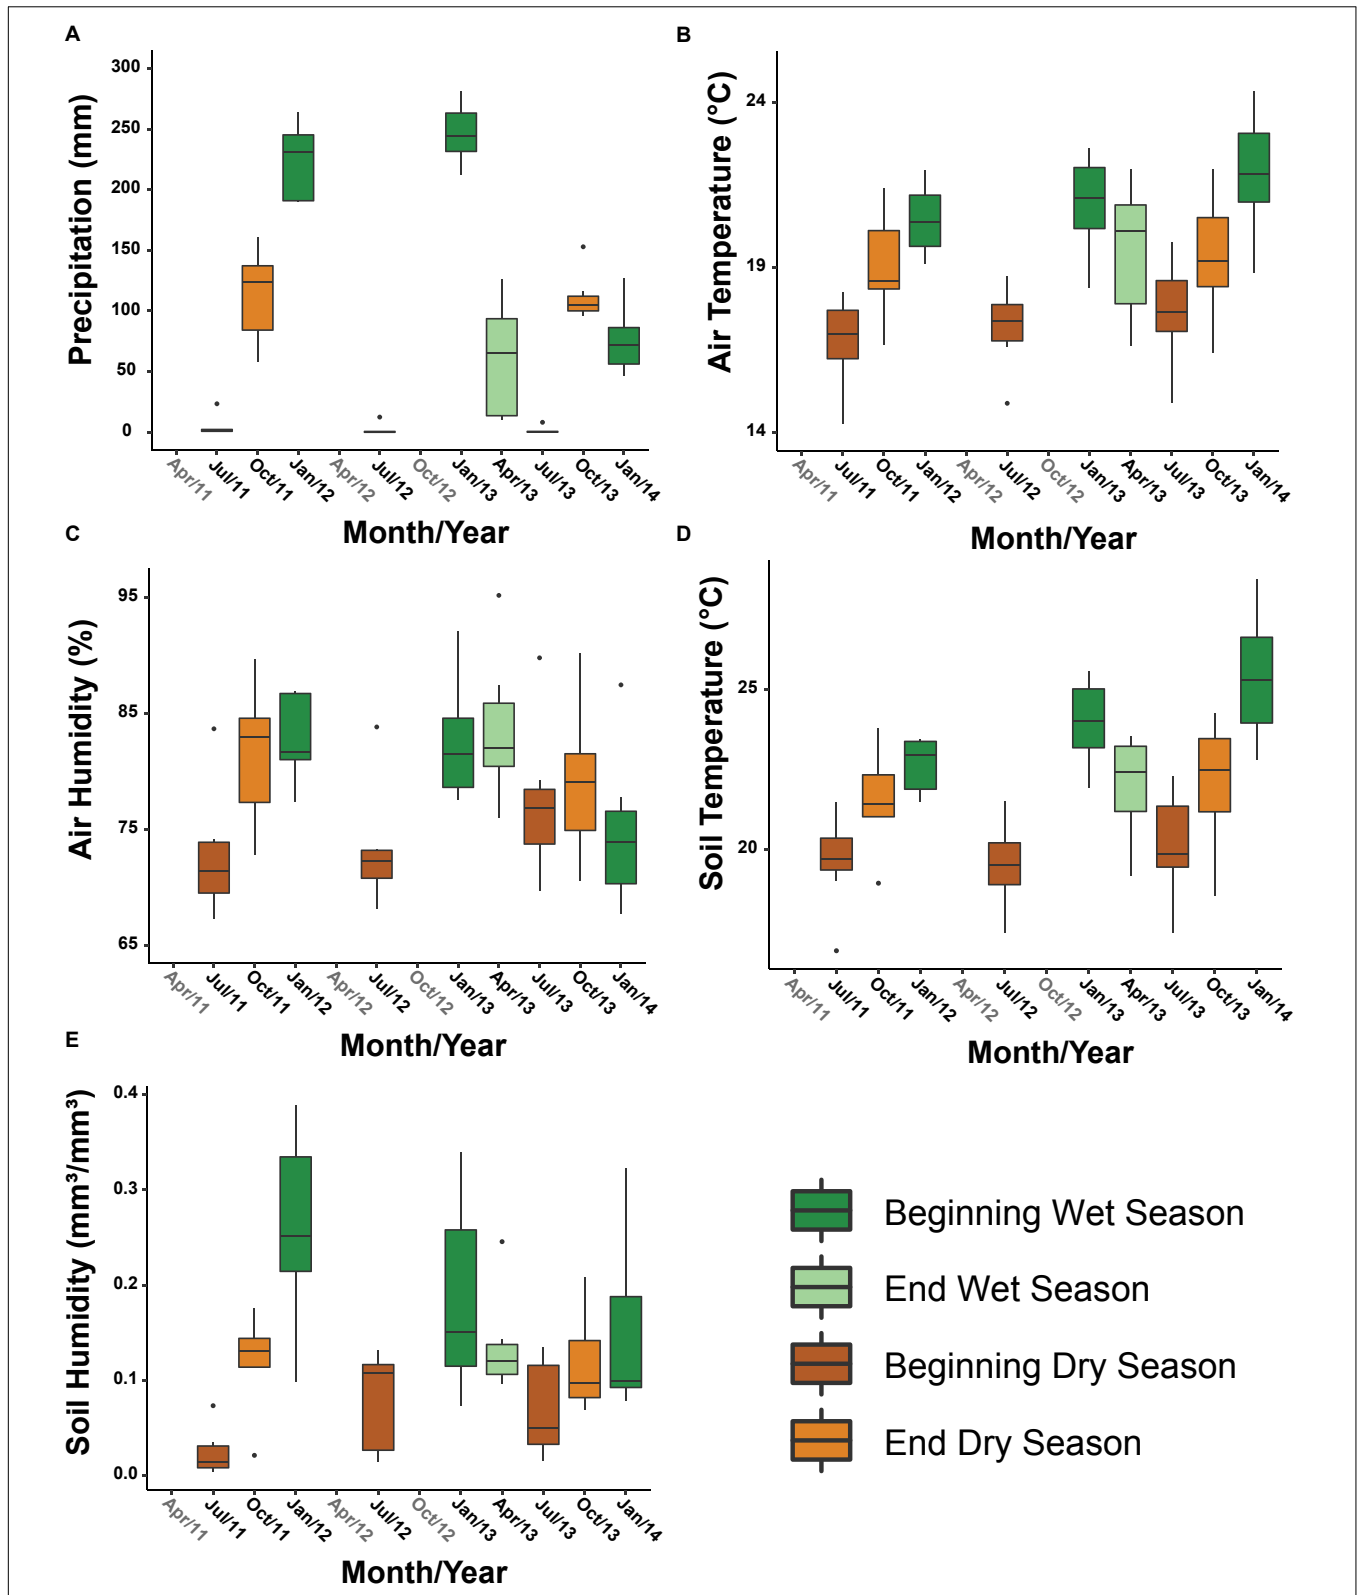 A
Precipitation (mm)
300
250
200
150
100
50
0
Apr/11
Jul/11
Oct/11
Jan/12
Apr/12
Jul/12
Oct/12
Jan/13
Apr/13
Jul/13
Oct/13
Jan/14
Month/Year
B
Air Temperature (°C)
24
19
14
Apr/11
Jul/11
Oct/11
Jan/12
Apr/12
Jul/12
Oct/12
Jan/13
Apr/13
Jul/13
Oct/13
Jan/14
Month/Year
C
Air Humidity (%)
95
85
75
65
Apr/11
Jul/11
Oct/11
Jan/12
Apr/12
Jul/12
Oct/12
Jan/13
Apr/13
Jul/13
Oct/13
Jan/14
Month/Year
D
Soil Temperature (°C)
25
20
Apr/11
Jul/11
Oct/11
Jan/12
Apr/12
Jul/12
Oct/12
Jan/13
Apr/13
Jul/13
Oct/13
Jan/14
Month/Year
E
Soil Humidity (mm³/mm³)
0.4
0.3
0.2
0.1
0.0
Apr/11
Jul/11
Oct/11
Jan/12
Apr/12
Jul/12
Oct/12
Jan/13
Apr/13
Jul/13
Oct/13
Jan/14
Month/Year
Beginning Wet Season
End Wet Season
Beginning Dry Season
End Dry Season